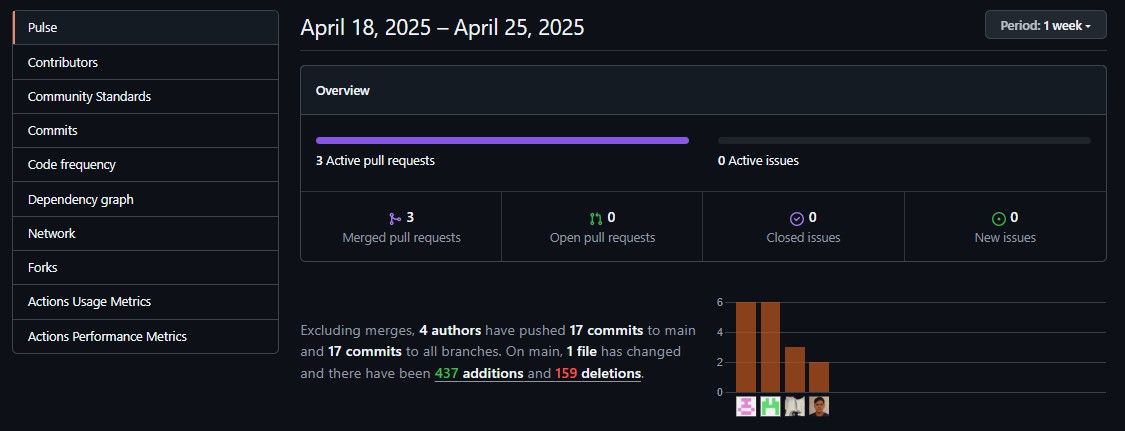 Pulse
Contributors
Community Standards
Commits
Code frequency
Dependency graph
Network
Forks
Actions Usage Metrics
Actions Performance Metrics
April 18, 2025 – April 25, 2025
Period: 1 week
Overview
3 Active pull requests
0 Active issues
3
Merged pull requests
0
Open pull requests
0
Closed issues
0
New issues
Excluding merges, 4 authors have pushed 17 commits to main
and 17 commits to all branches. On main, 1 file has changed
and there have been 437 additions and 159 deletions.
6
4
2
0